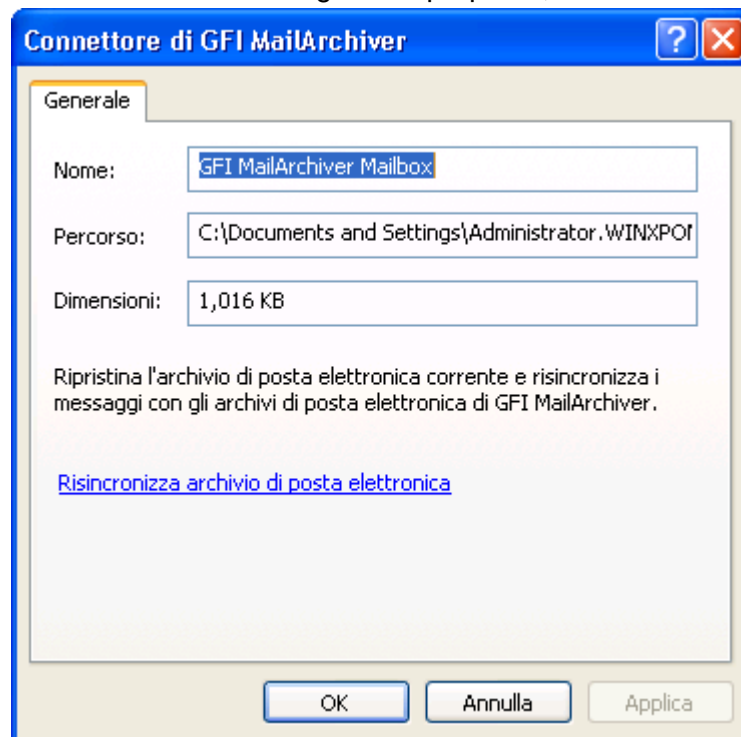 Connettore di GFI MailArchiver
Generale
Nome: GFI MailArchiver Mailbox
Percorso: C:\Documents and Settings\Administrator.WINXPO
Dimensioni: 1,016 KB
Ripristina l'archivio di posta elettronica corrente e risincronizza i
messaggi con gli archivi di posta elettronica di GFI MailArchiver.
Risincronizza archivio di posta elettronica
OK Annulla Applica